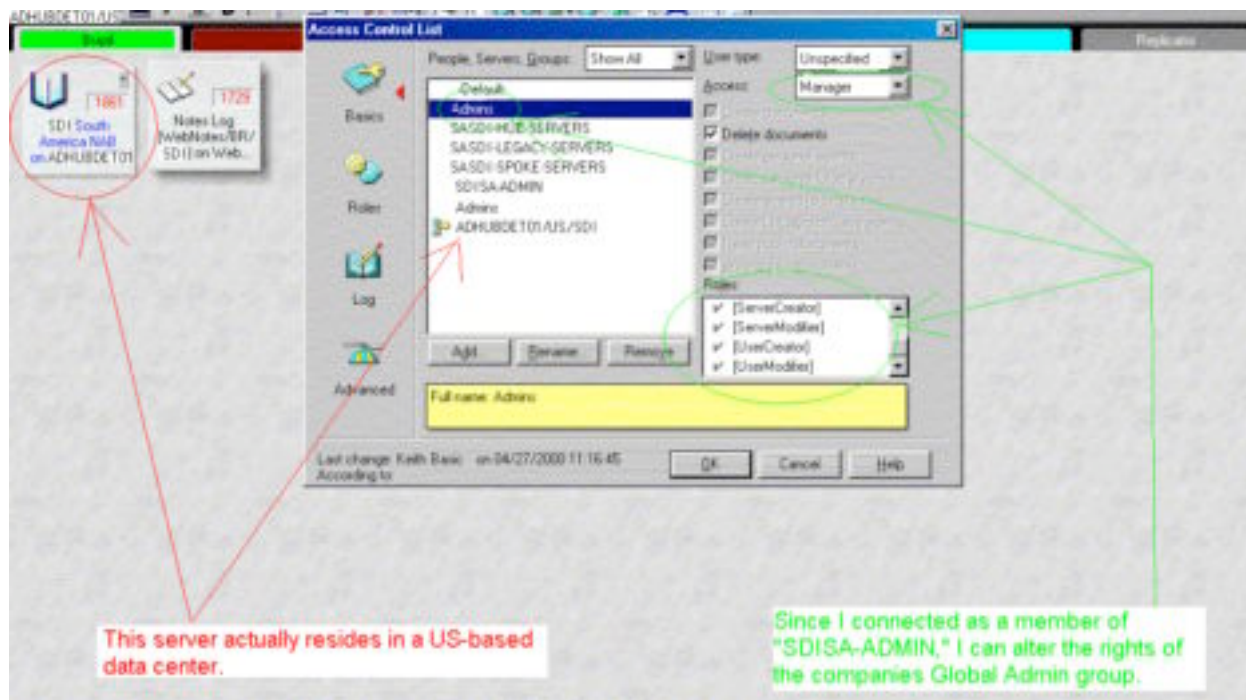 ADHUBDET01/US
Replicator
1861
SDI South
America NAB
on ADHUBDET01
1729
Notes Log
[WebNotes/BR/
SDI] on Web...
Access Control List
People, Servers, Groups: Show All
-Default-
Admins
SASDI-HUB-SERVERS
SASDI-LEGACY-SERVERS
SASDI-SPOKE-SERVERS
SDISA-ADMIN
Admins
ADHUBDET01/US/SDI
Basics
Roles
Log
Advanced
Add...
Rename...
Remove
User type: Unspecified
Access: Manager
Delete documents
Roles
[ServerCreator]
[ServerModifier]
[UserCreator]
[UserModifier]
Full name: Admins
Last change: Keith Basic on 04/27/2000 11:16:45
According to:
OK
Cancel
Help
This server actually resides in a US-based
data center.
Since I connected as a member of
"SDISA-ADMIN," I can alter the rights of
the companies Global Admin group.